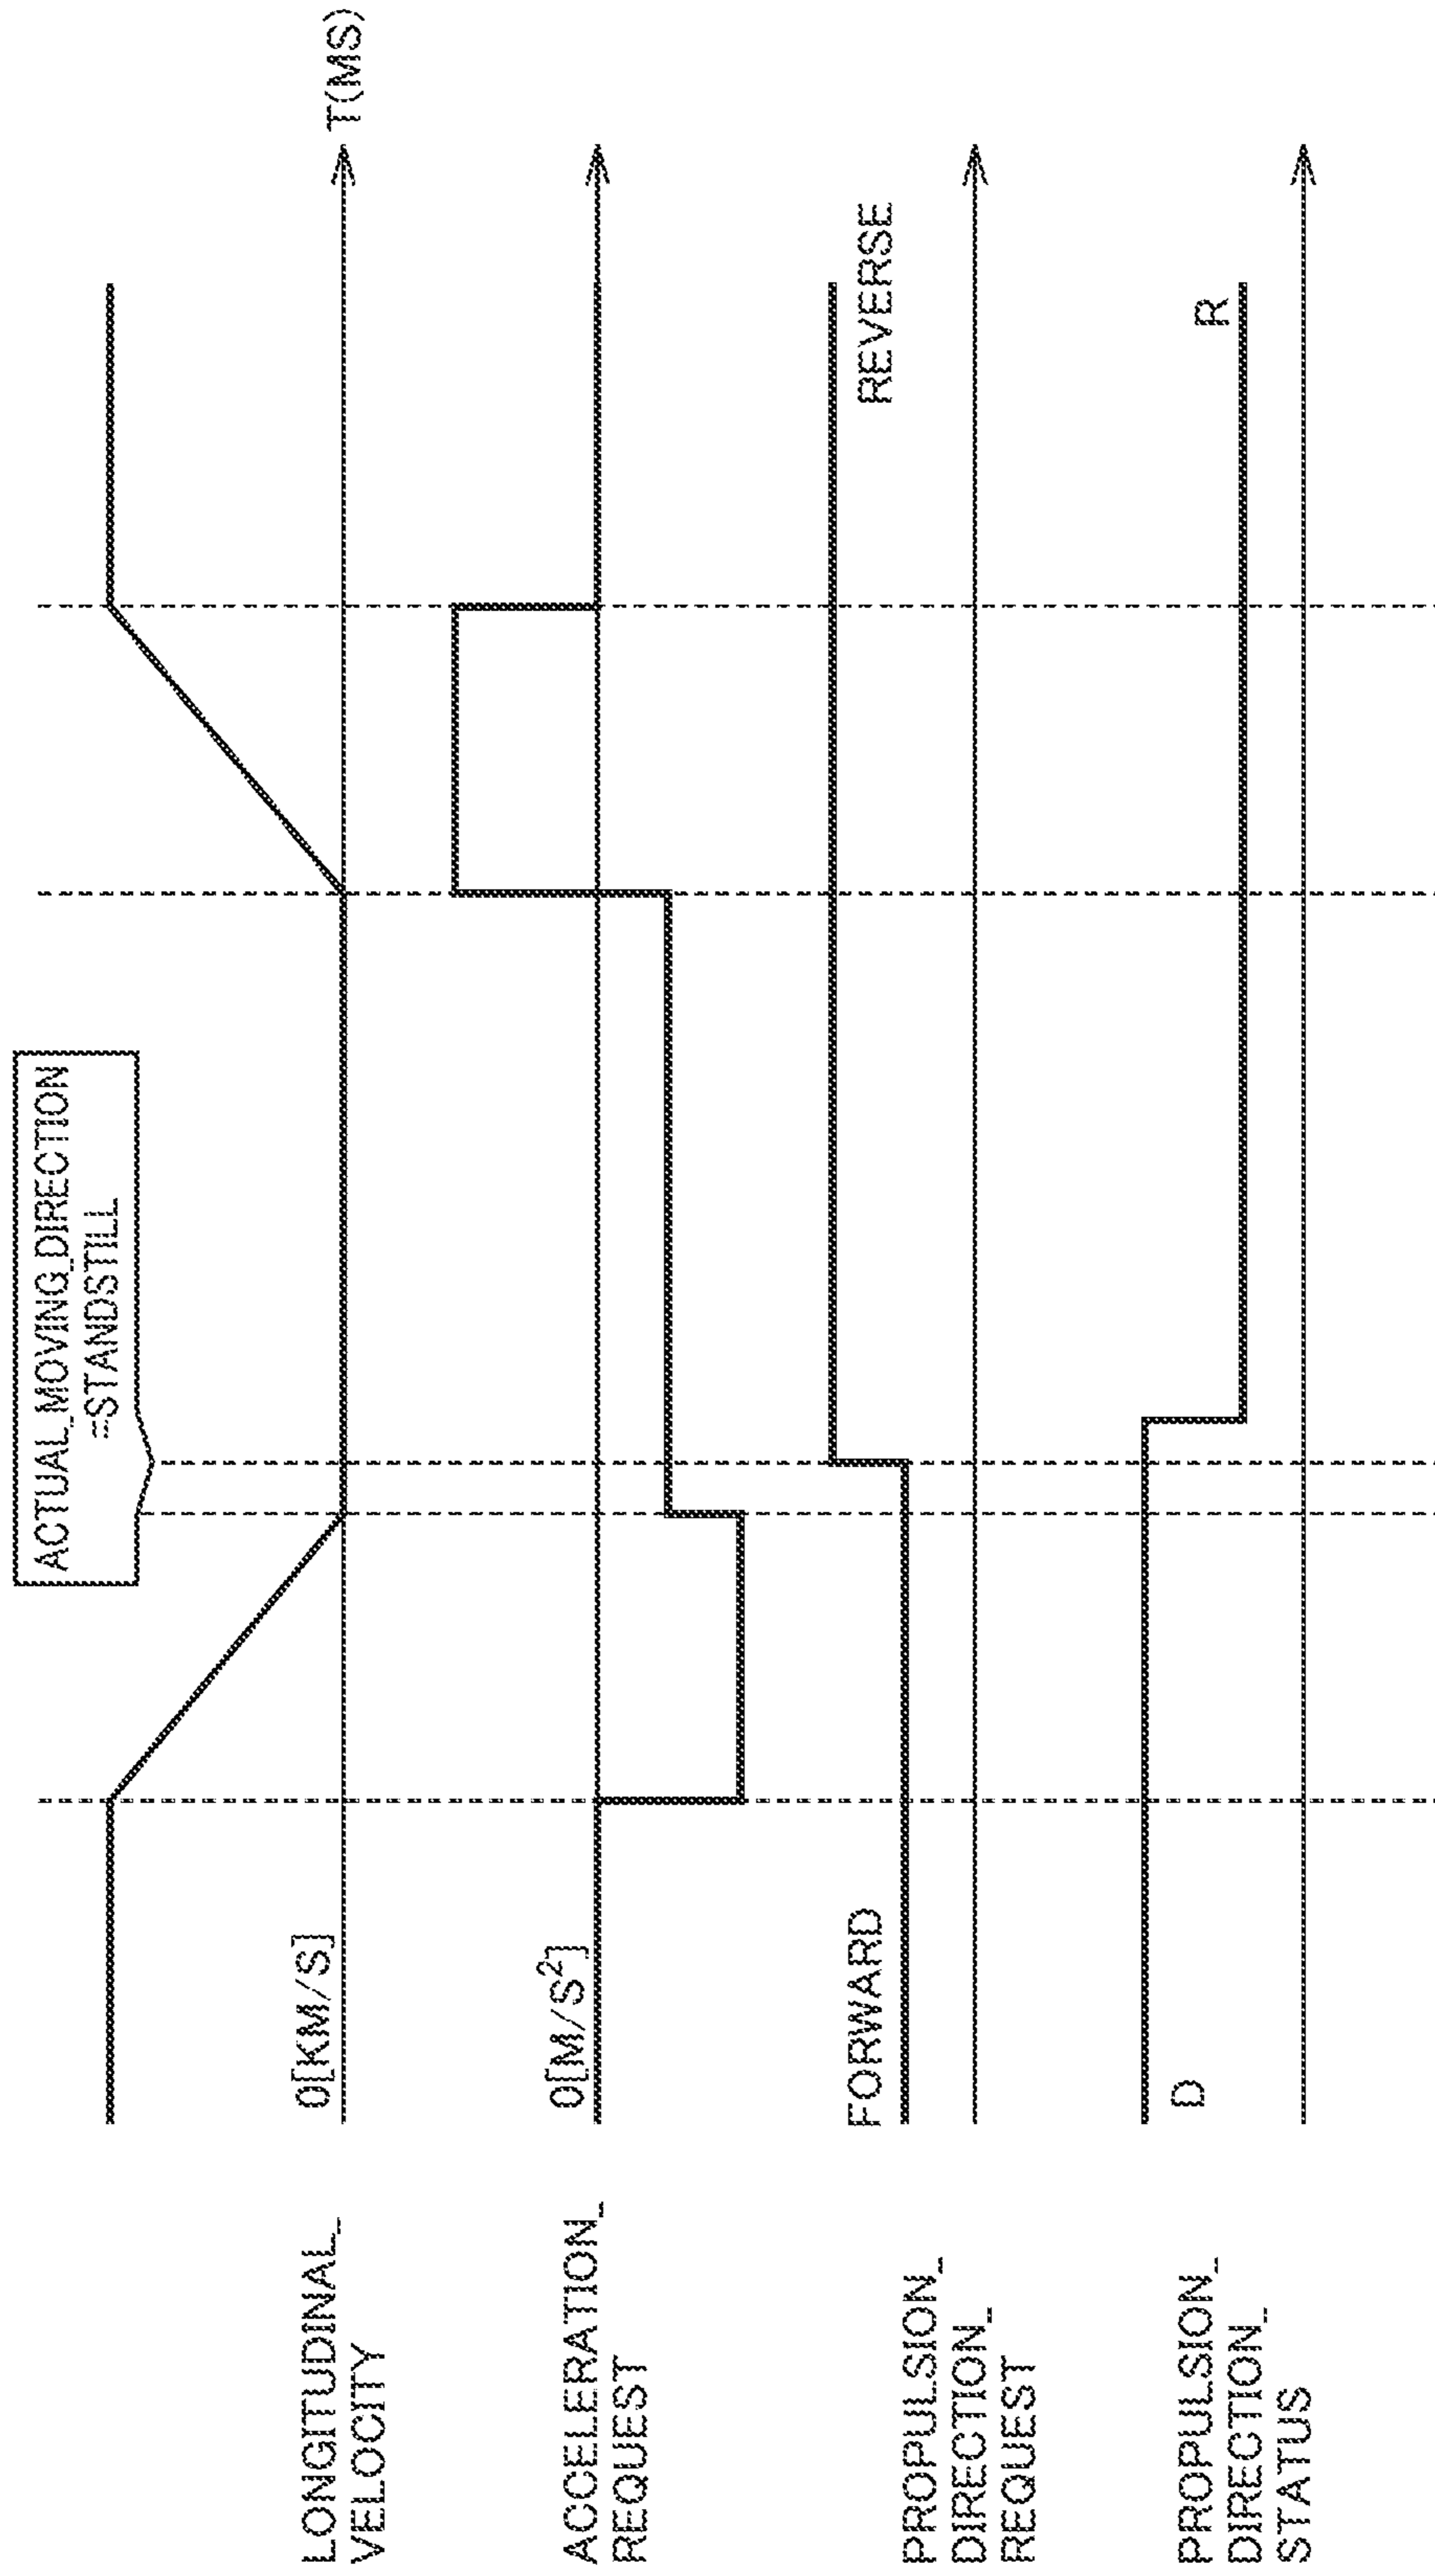 ACTUAL_MOVING_DIRECTION
=STANDSTILL
T(MS)
LONGITUDINAL_
VELOCITY
0[KM/S]
ACCELERATION_
REQUEST
0[M/S²]
PROPULSION_
DIRECTION_
REQUEST
FORWARD
REVERSE
PROPULSION_
DIRECTION_
STATUS
D
R